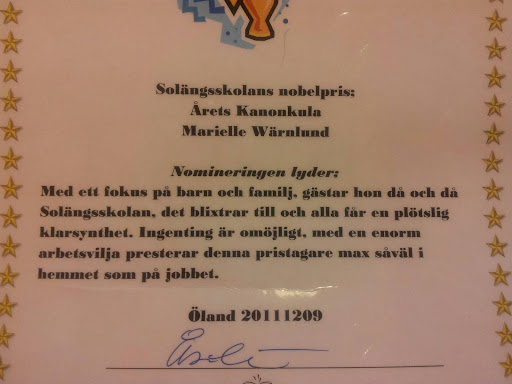 Solängsskolans nobelpris;
Årets Kanonkula
Marielle Wärnlund
Nomineringen lyder;
Med ett fokus på barn och familj, gästar hon då och då
Solängsskolan, det blixtrar till och alla får en plötslig
klarsynthet. Ingenting är omöjligt, med en enorm
arbetsvilja presterar denna pristagare max såväl i
hemmet som på jobbet.
Öland 20111209